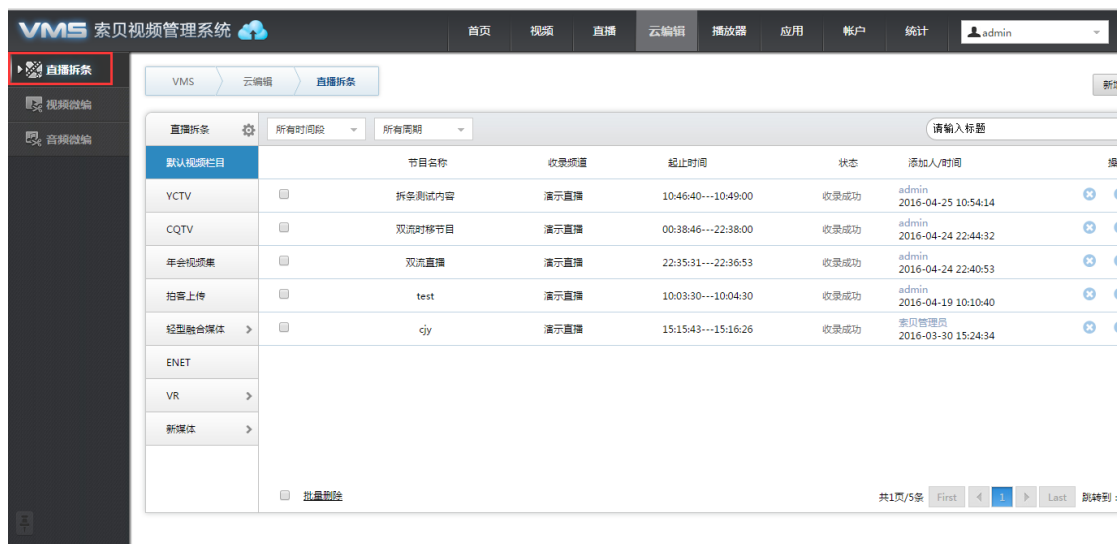 VMS 索贝视频管理系统
首页 视频 直播 云编辑 播放器 应用 帐户 统计 admin
直播拆条
视频微编
音频微编
VMS 云编辑 直播拆条
直播拆条 所有时间段 所有周期 请输入标题
默认视频栏目 节目名称 收录频道 起止时间 状态 添加人/时间
YCTV 拆条测试内容 演示直播 10:46:40---10:49:00 收录成功 admin
2016-04-25 10:54:14
CQTV 双流时移节目 演示直播 00:38:46---22:38:00 收录成功 admin
2016-04-24 22:44:32
年会视频集 双流直播 演示直播 22:35:31---22:36:53 收录成功 admin
2016-04-24 22:40:53
拍客上传 test 演示直播 10:03:30---10:04:30 收录成功 admin
2016-04-19 10:10:40
轻型融合媒体 cjy 演示直播 15:15:43---15:16:26 收录成功 索贝管理员
2016-03-30 15:24:34
ENET
VR
新媒体
批量删除 共1页/5条 First 1 Last 跳转到：